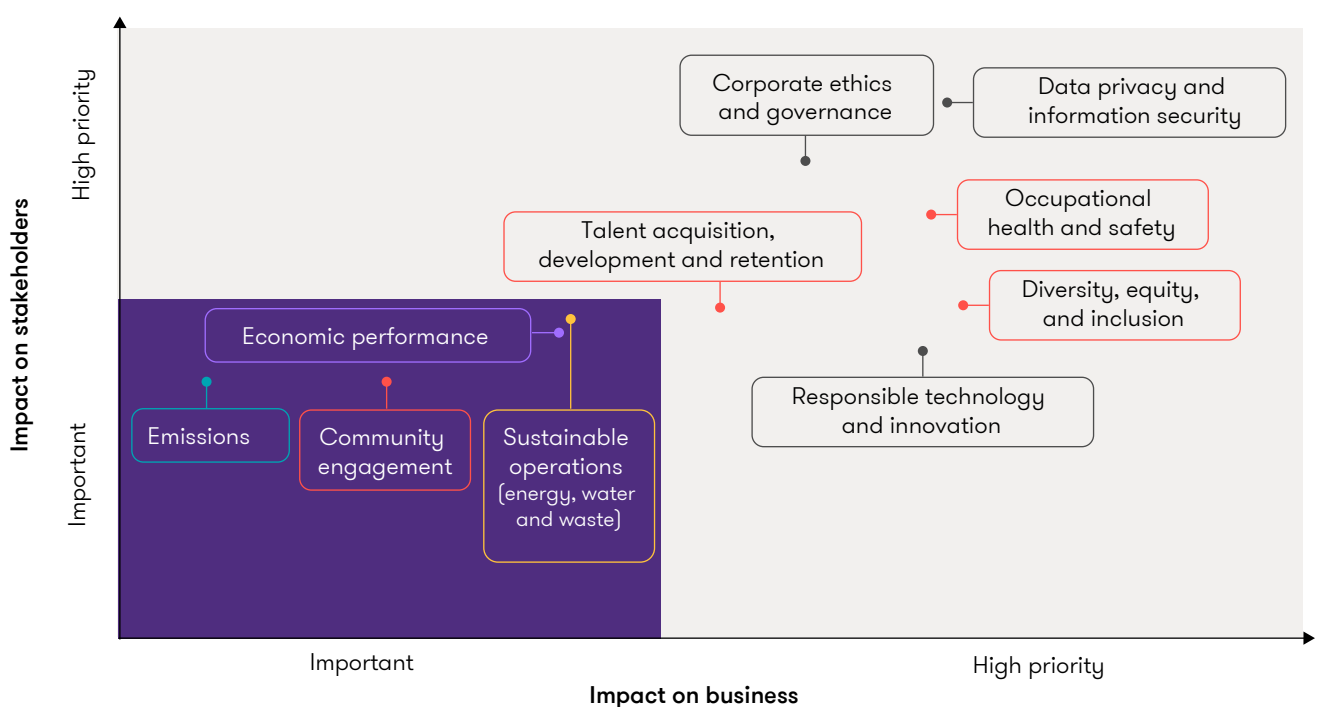 High priority
Impact on stakeholders
Important
Corporate ethics
and governance
Data privacy and
information security
Occupational
health and safety
Talent acquisition,
development and retention
Diversity, equity,
and inclusion
Economic performance
Responsible technology
and innovation
Emissions
Community
engagement
Sustainable
operations
(energy, water
and waste)
Important
High priority
Impact on business